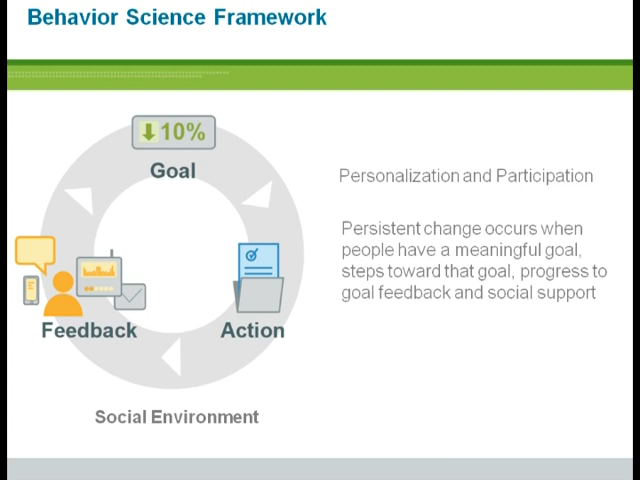 Behavior Science Framework
10%
Goal
Personalization and Participation
Persistent change occurs when
people have a meaningful goal,
steps toward that goal, progress to
goal feedback and social support
Feedback
Action
Social Environment